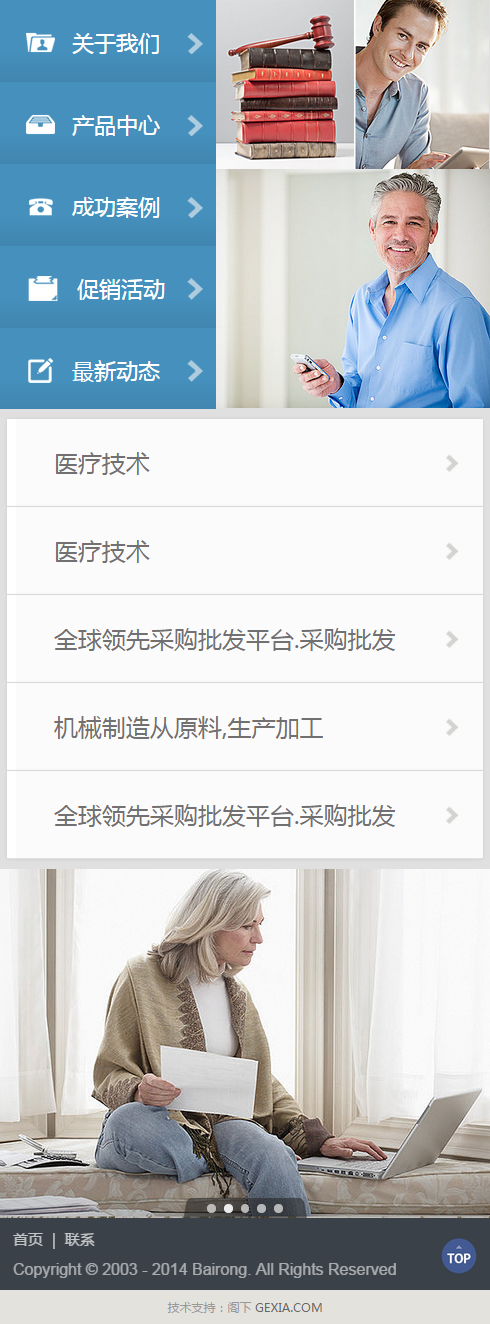 关于我们
产品中心
成功案例
促销活动
最新动态
医疗技术
医疗技术
全球领先采购批发平台.采购批发
机械制造从原料,生产加工
全球领先采购批发平台.采购批发
首页 | 联系
Copyright © 2003 - 2014 Bairong. All Rights Reserved
TOP
技术支持：阁下 GEXIA.COM